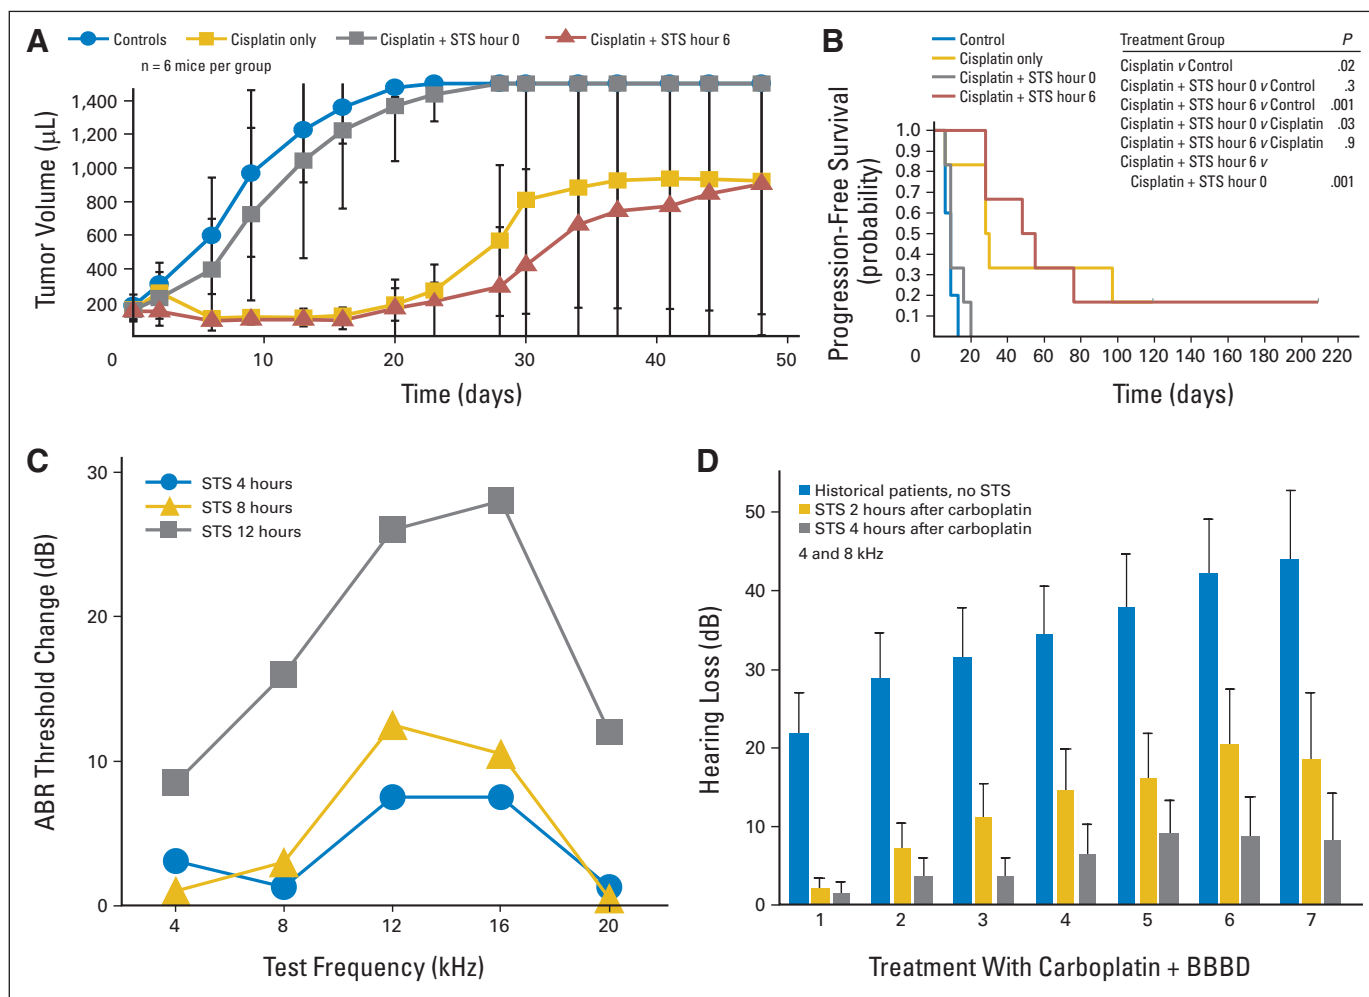 A
Controls
Cisplatin only
Cisplatin + STS hour 0
Cisplatin + STS hour 6
n = 6 mice per group
Tumor Volume (µL)
1,400
1,200
1,000
800
600
400
200
0
10
20
30
40
50
Time (days)
B
Control
Cisplatin only
Cisplatin + STS hour 0
Cisplatin + STS hour 6
Treatment Group P
Cisplatin v Control .02
Cisplatin + STS hour 0 v Control .3
Cisplatin + STS hour 6 v Control .001
Cisplatin + STS hour 0 v Cisplatin .03
Cisplatin + STS hour 6 v Cisplatin .9
Cisplatin + STS hour 6 v
Cisplatin + STS hour 0 .001
Progression-Free Survival
(probability)
1.0
0.9
0.8
0.7
0.6
0.5
0.4
0.3
0.2
0.1
0
20
40
60
80
100
120
140
160
180
200
220
Time (days)
C
STS 4 hours
STS 8 hours
STS 12 hours
ABR Threshold Change (dB)
30
20
10
0
4
8
12
16
20
Test Frequency (kHz)
D
Historical patients, no STS
STS 2 hours after carboplatin
STS 4 hours after carboplatin
4 and 8 kHz
Hearing Loss (dB)
50
40
30
20
10
0
1
2
3
4
5
6
7
Treatment With Carboplatin + BBBD